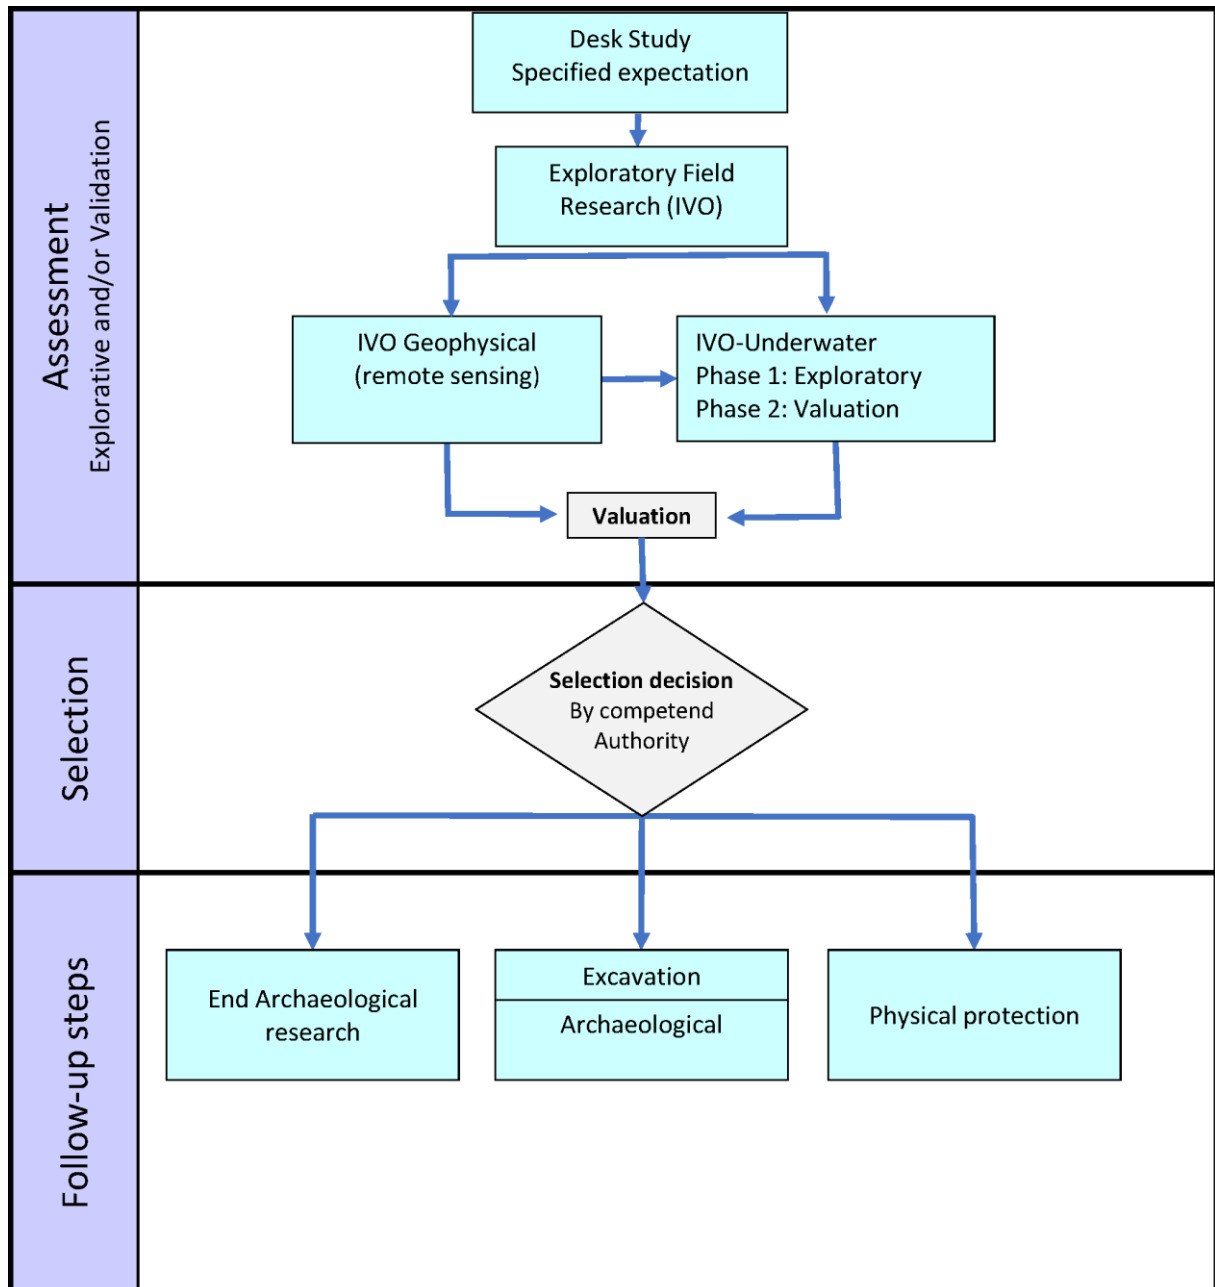 Assessment
Explorative and/or Validation
Desk Study
Specified expectation
Exploratory Field
Research (IVO)
IVO Geophysical
(remote sensing)
IVO-Underwater
Phase 1: Exploratory
Phase 2: Valuation
Valuation
Selection
Selection decision
By competend
Authority
Follow-up steps
End Archaeological
research
Excavation
Archaeological
Physical protection